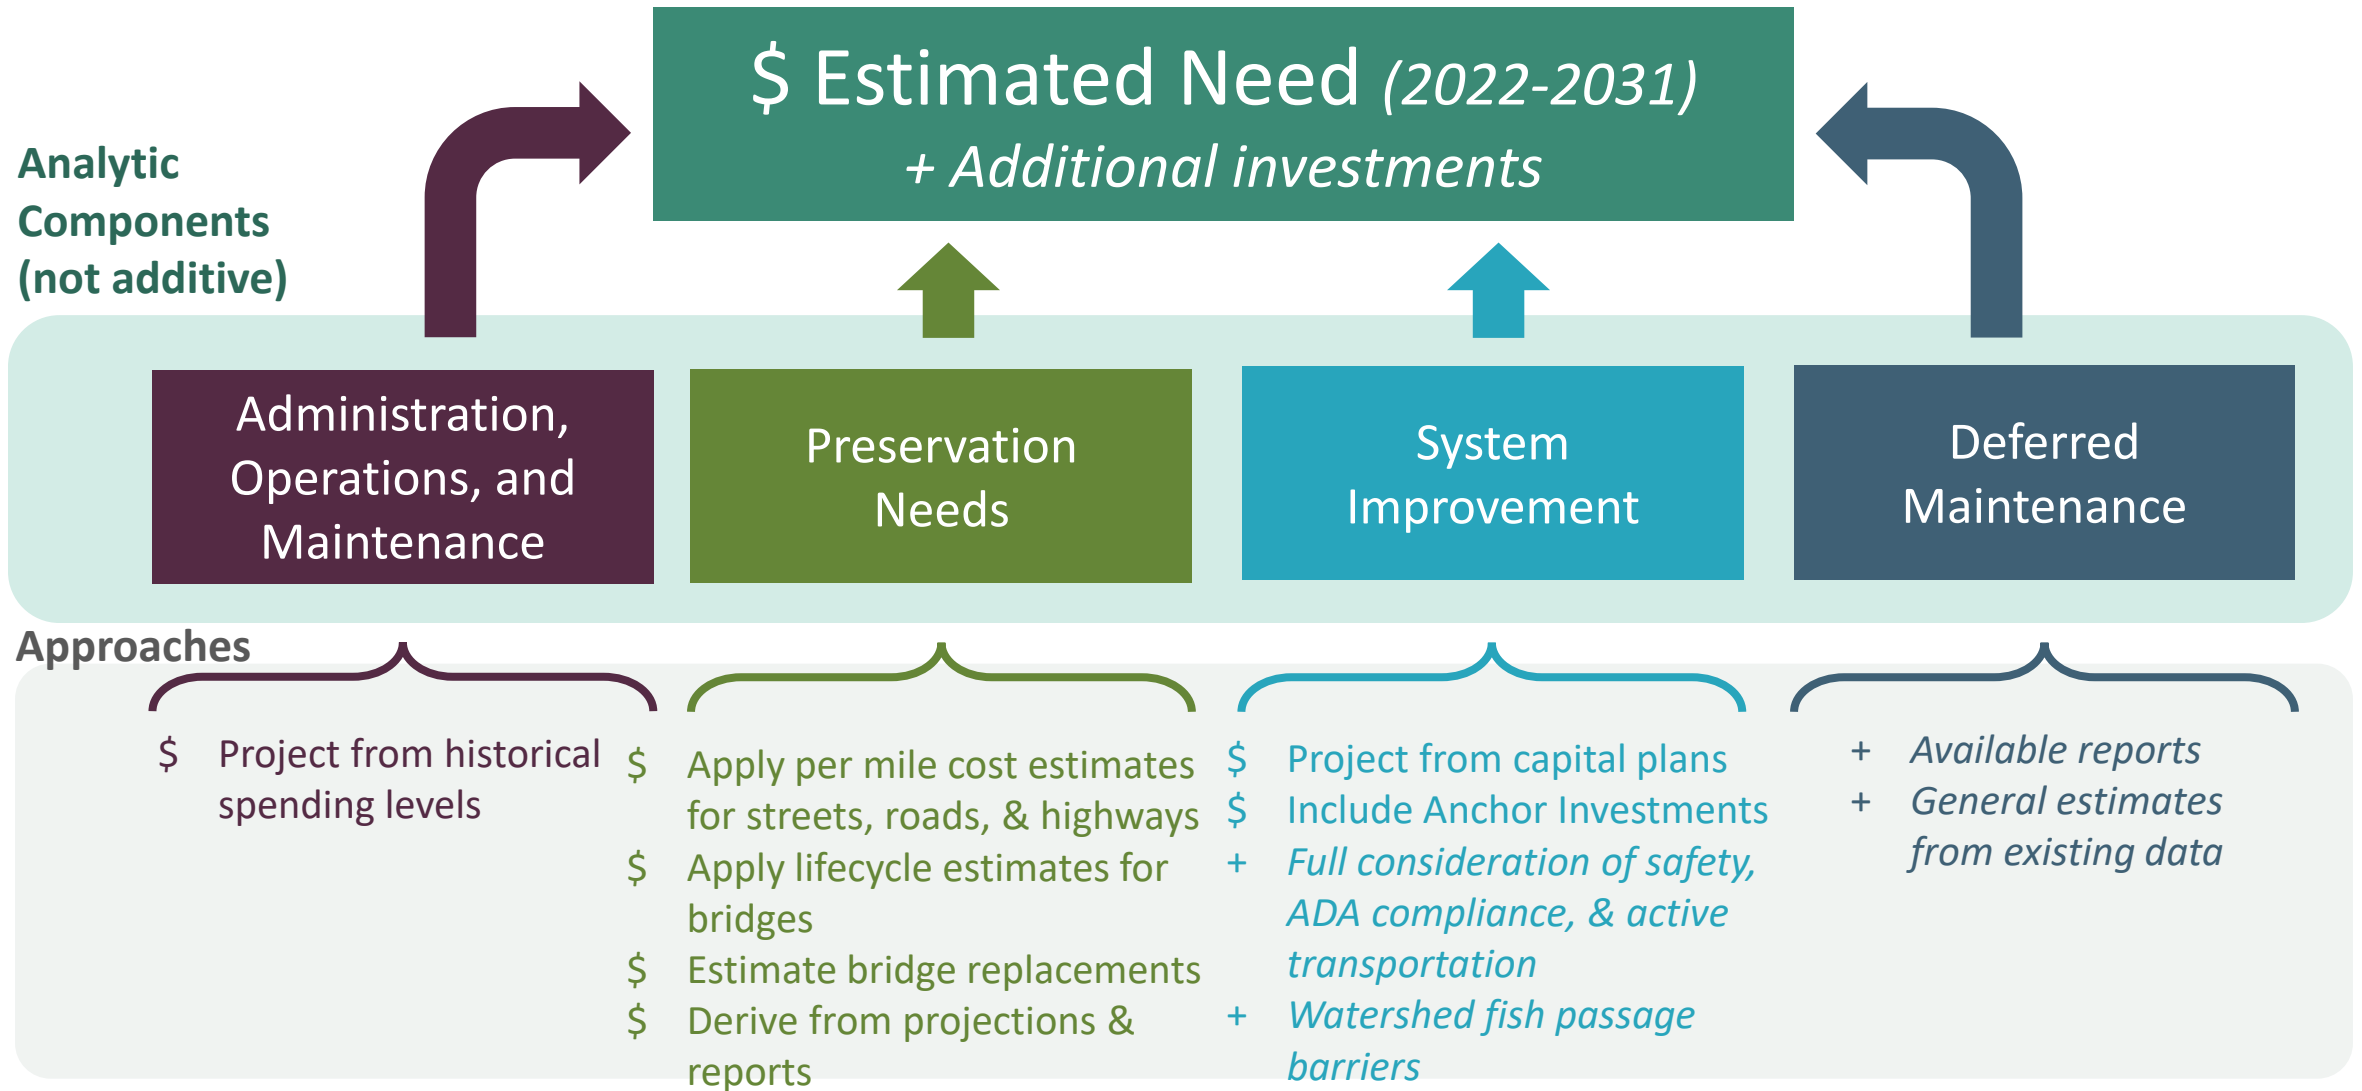 $ Estimated Need (2022-2031)
+ Additional investments
Analytic
Components
(not additive)
Administration,
Operations, and
Maintenance
Preservation
Needs
System
Improvement
Deferred
Maintenance
Approaches
$ Project from historical
spending levels
$ Apply per mile cost estimates
for streets, roads, & highways
$ Apply lifecycle estimates for
bridges
$ Estimate bridge replacements
$ Derive from projections &
reports
$ Project from capital plans
$ Include Anchor Investments
+ Full consideration of safety,
ADA compliance, & active
transportation
+ Watershed fish passage
barriers
+ Available reports
+ General estimates
from existing data